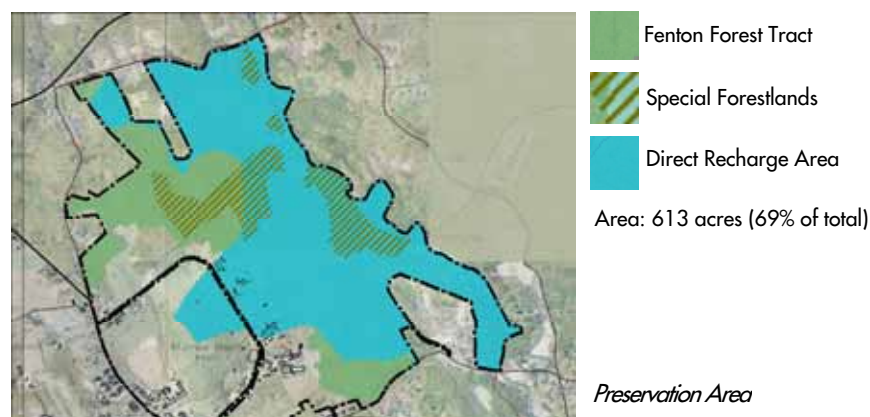 Fenton Forest Tract
Special Forestlands
Direct Recharge Area
Area: 613 acres (69% of total)
Preservation Area